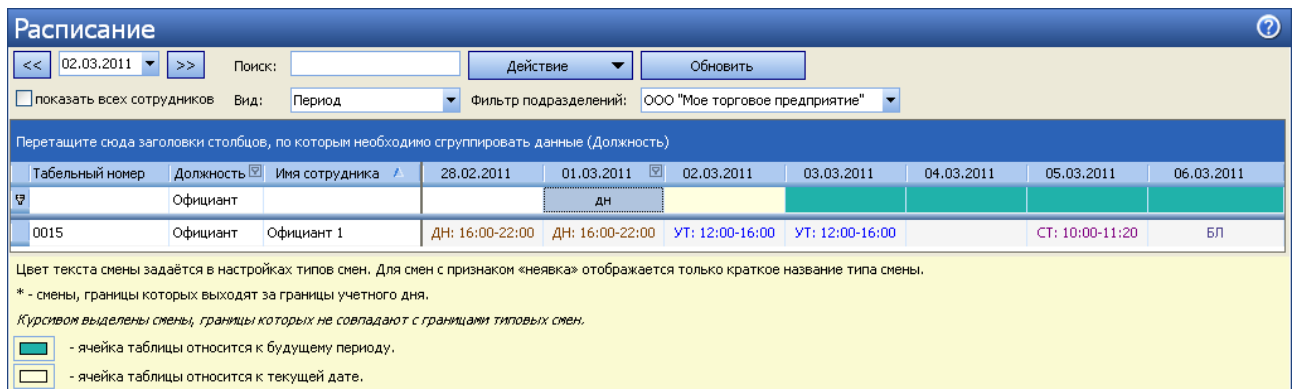 Расписание
<< 02.03.2011 >> Поиск: Действие Обновить
показать всех сотрудников Вид: Период Фильтр подразделений: ООО "Мое торговое предприятие"
Перетащите сюда заголовки столбцов, по которым необходимо сгруппировать данные (Должность)
Табельный номер Должность Имя сотрудника 28.02.2011 01.03.2011 02.03.2011 03.03.2011 04.03.2011 05.03.2011 06.03.2011
Официант дн
0015 Официант Официант 1 ДН: 16:00-22:00 ДН: 16:00-22:00 УТ: 12:00-16:00 УТ: 12:00-16:00 СТ: 10:00-11:20 БЛ
Цвет текста смены задаётся в настройках типов смен. Для смен с признаком «неявка» отображается только краткое название типа смены.
* - смены, границы которых выходят за границы учетного дня.
Курсивом выделены смены, границы которых не совпадают с границами типовых смен.
- ячейка таблицы относится к будущему периоду.
- ячейка таблицы относится к текущей дате.